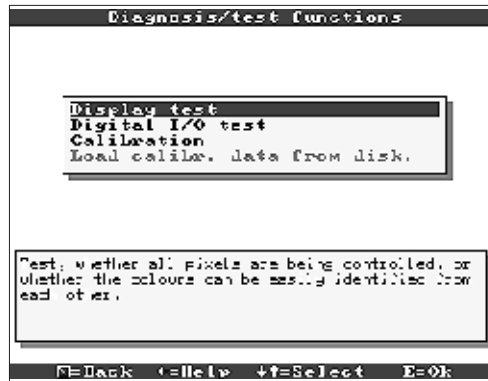 Diagnosis/test functions
Display test
Digital I/O test
Calibration
Load calibr. data from disk.
Test, whether all pixels are being controlled, or
whether the colours can be easily identified from
each other.
=Back =Help ↓↑=Select E=Ok